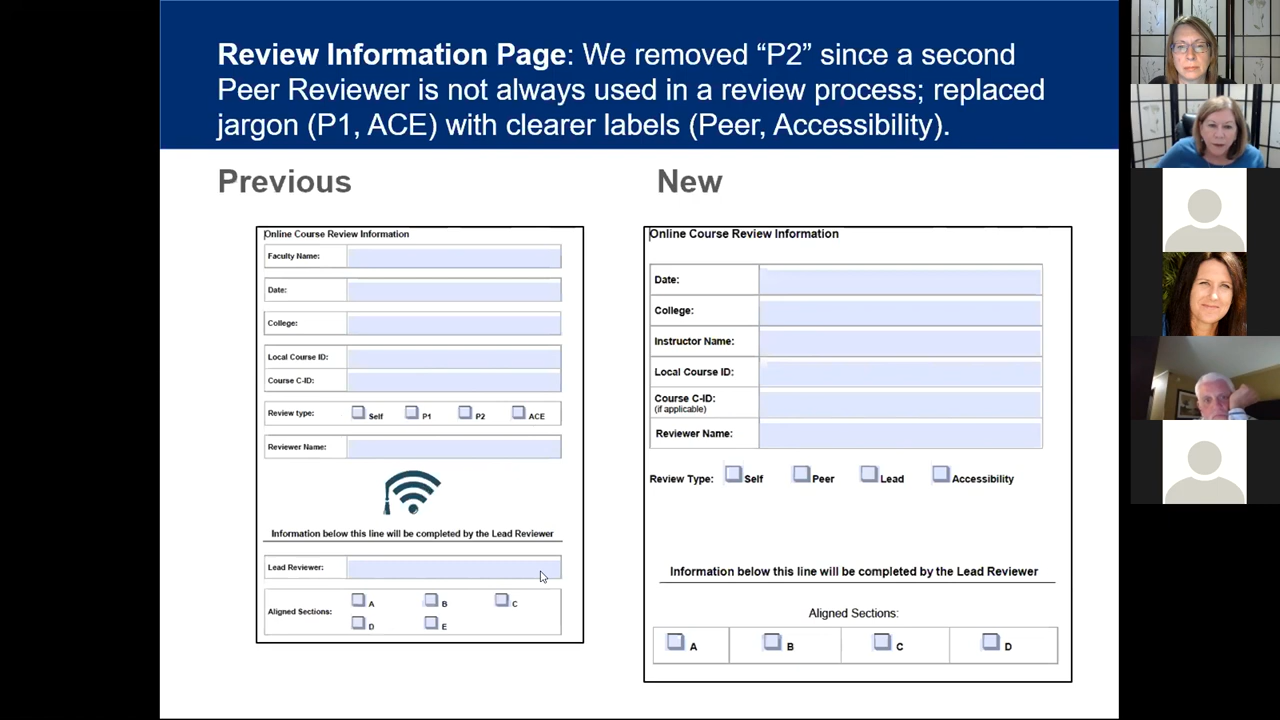 Review Information Page: We removed “P2” since a second
Peer Reviewer is not always used in a review process; replaced
jargon (P1, ACE) with clearer labels (Peer, Accessibility).
Previous
Online Course Review Information
Faculty Name:
Date:
College:
Local Course ID:
Course C-ID:
Review type: Self P1 P2 ACE
Reviewer Name:
Information below this line will be completed by the Lead Reviewer
Lead Reviewer:
Aligned Sections: A B C
D E
New
Online Course Review Information
Date:
College:
Instructor Name:
Local Course ID:
Course C-ID:
(if applicable)
Reviewer Name:
Review Type: Self Peer Lead Accessibility
Information below this line will be completed by the Lead Reviewer
Aligned Sections:
A B C D